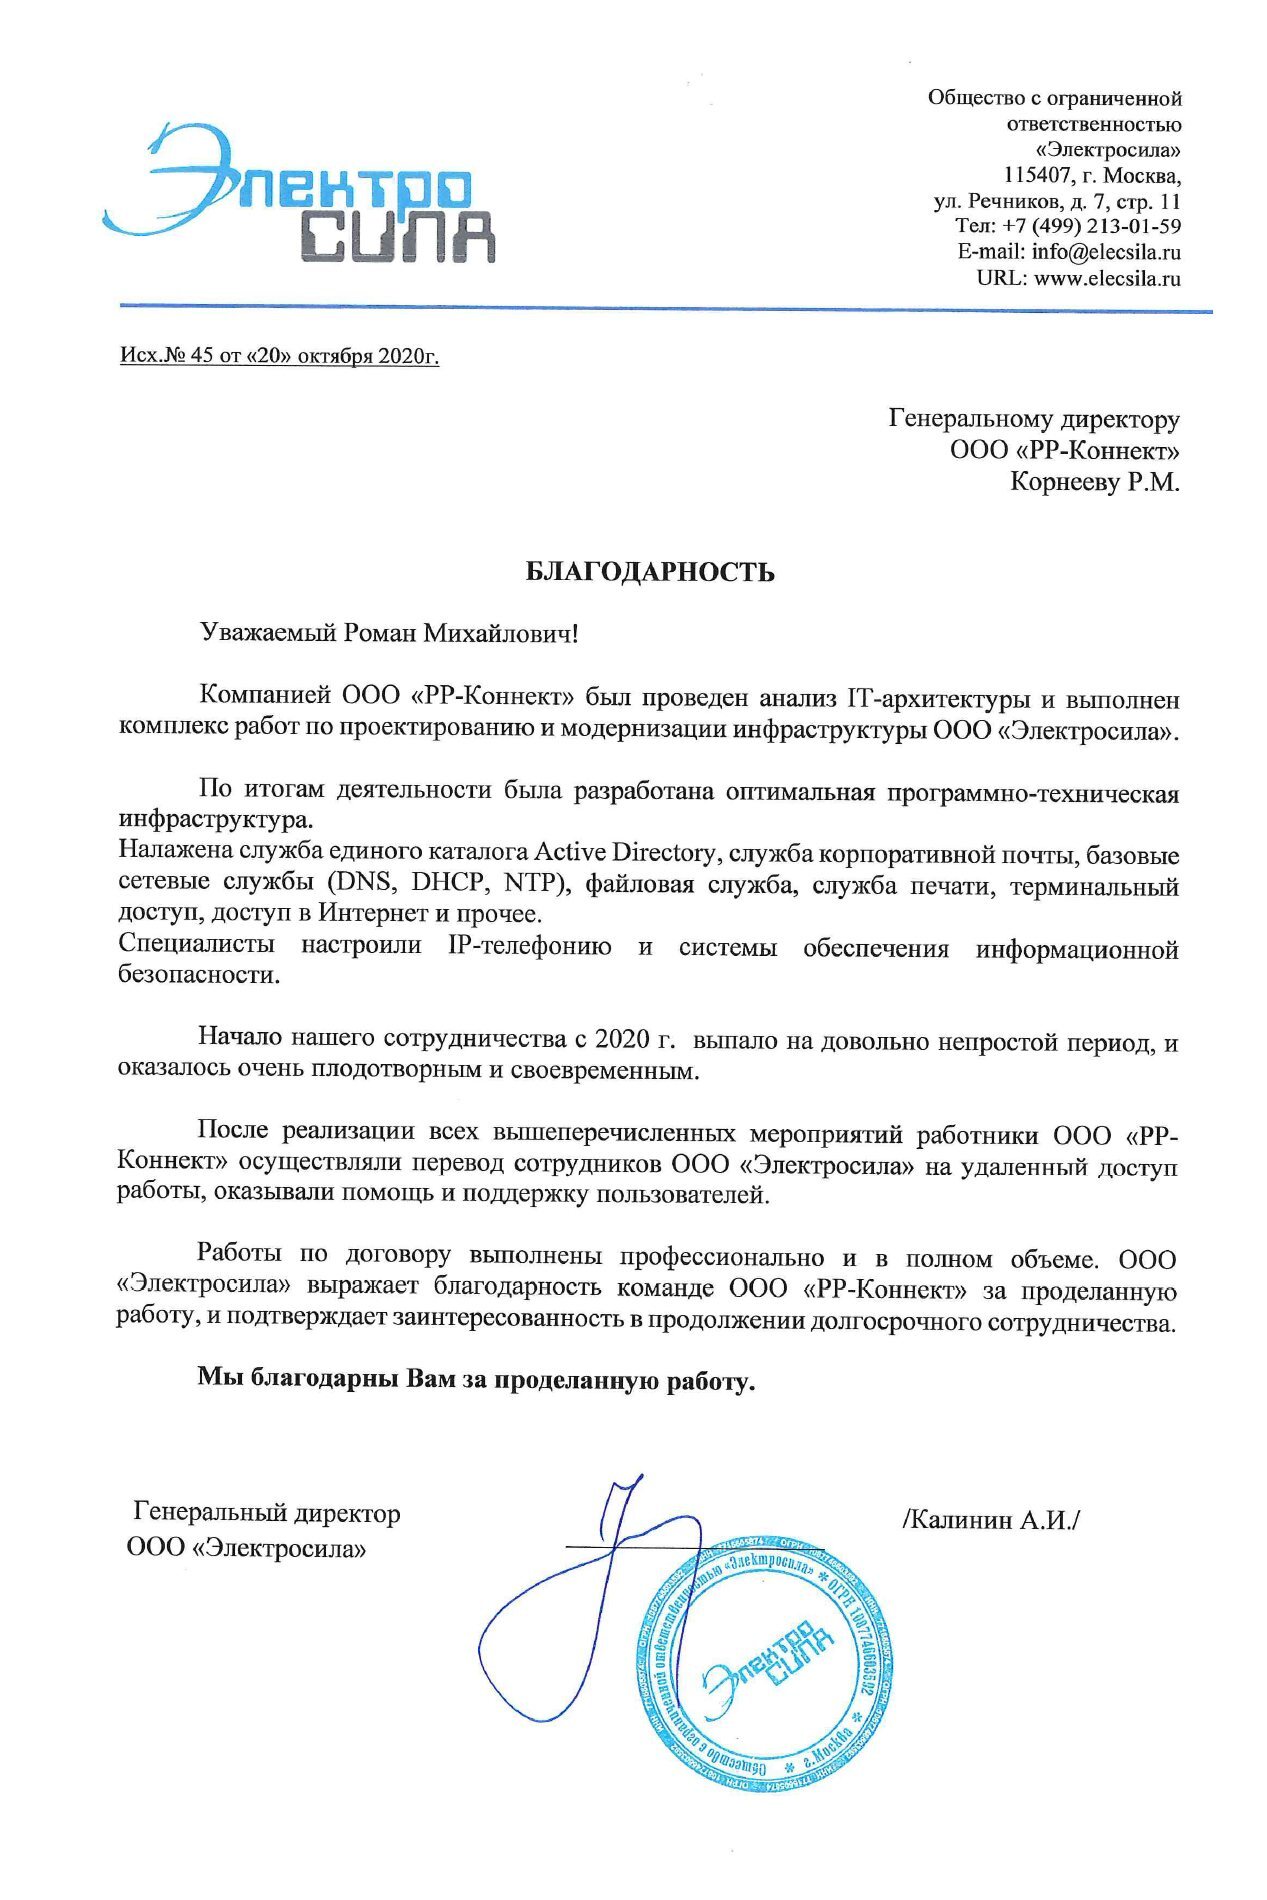 Электро
СИЛА
Общество с ограниченной
ответственностью
«Электросила»
115407, г. Москва,
ул. Речников, д. 7, стр. 11
Тел: +7 (499) 213-01-59
E-mail: info@elecsila.ru
URL: www.elecsila.ru
Исх.№ 45 от «20» октября 2020г.
Генеральному директору
ООО «РР-Коннект»
Корнееву Р.М.
БЛАГОДАРНОСТЬ
Уважаемый Роман Михайлович!
Компанией ООО «РР-Коннект» был проведен анализ IT-архитектуры и выполнен
комплекс работ по проектированию и модернизации инфраструктуры ООО «Электросила».
По итогам деятельности была разработана оптимальная программно-техническая
инфраструктура.
Налажена служба единого каталога Active Directory, служба корпоративной почты, базовые
сетевые службы (DNS, DHCP, NTP), файловая служба, служба печати, терминальный
доступ, доступ в Интернет и прочее.
Специалисты настроили IP-телефонию и системы обеспечения информационной
безопасности.
Начало нашего сотрудничества с 2020 г. выпало на довольно непростой период, и
оказалось очень плодотворным и своевременным.
После реализации всех вышеперечисленных мероприятий работники ООО «РР-
Коннект» осуществляли перевод сотрудников ООО «Электросила» на удаленный доступ
работы, оказывали помощь и поддержку пользователей.
Работы по договору выполнены профессионально и в полном объеме. ООО
«Электросила» выражает благодарность команде ООО «РР-Коннект» за проделанную
работу, и подтверждает заинтересованность в продолжении долгосрочного сотрудничества.
Мы благодарны Вам за проделанную работу.
Генеральный директор
ООО «Электросила»
/Калинин А.И./
Общество с ограниченной ответственностью «Электросила» * ОГРН 1087746603592 * г.Москва *
Электро
СИЛА